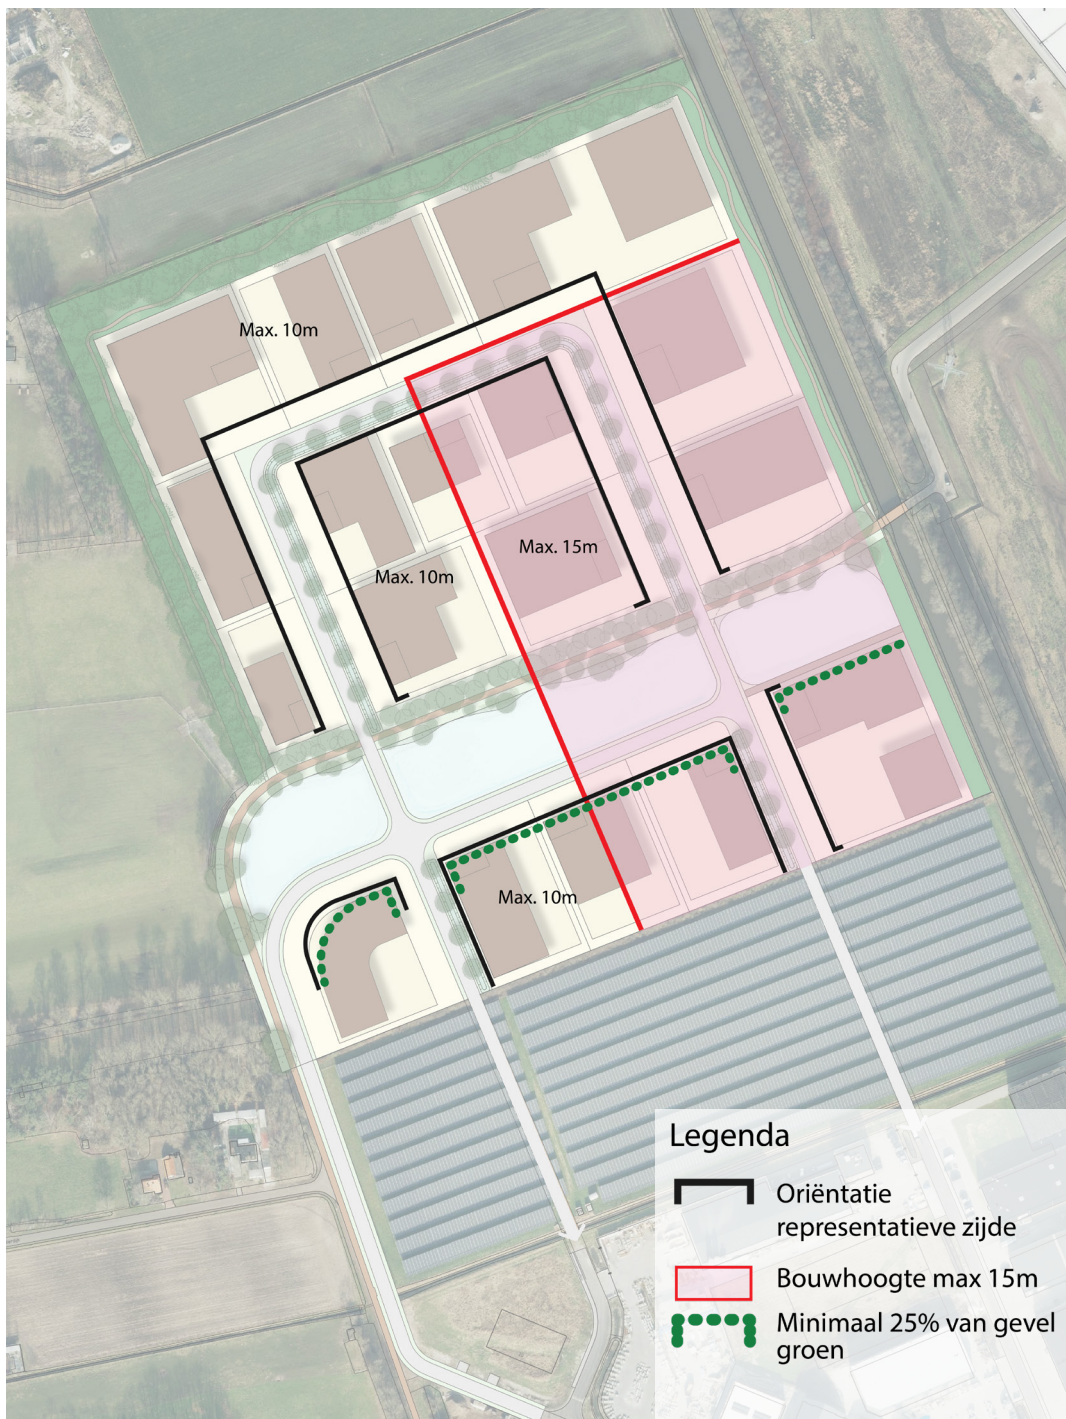 Max. 10m
Max. 15m
Max. 10m
Max. 10m
Legenda
Oriëntatie
representatieve zijde
Bouwhoogte max 15m
Minimaal 25% van gevel
groen